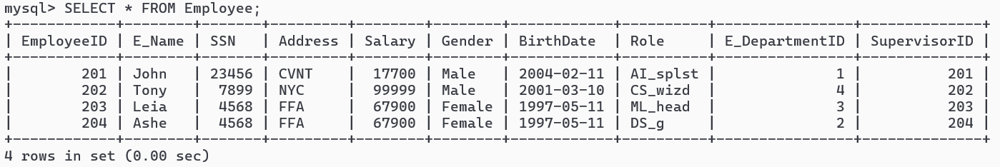 mysql> SELECT * FROM Employee;
+------------+--------+-------+---------+--------+--------+------------+----------+----------------+--------------+
| EmployeeID | E_Name | SSN   | Address | Salary | Gender | BirthDate  | Role     | E_DepartmentID | SupervisorID |
+------------+--------+-------+---------+--------+--------+------------+----------+----------------+--------------+
|        201 | John   | 23456 | CVNT    |  17700 | Male   | 2004-02-11 | AI_splst |              1 |          201 |
|        202 | Tony   |  7899 | NYC     |  99999 | Male   | 2001-03-10 | CS_wizd  |              4 |          202 |
|        203 | Leia   |  4568 | FFA     |  67900 | Female | 1997-05-11 | ML_head  |              3 |          203 |
|        204 | Ashe   |  4568 | FFA     |  67900 | Female | 1997-05-11 | DS_g     |              2 |          204 |
+------------+--------+-------+---------+--------+--------+------------+----------+----------------+--------------+
4 rows in set (0.00 sec)